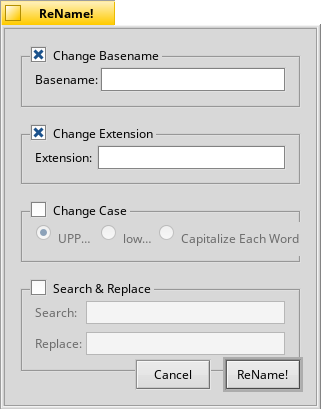 ReName!
Change Basename
Basename:
Change Extension
Extension:
Change Case
UPP... low... Capitalize Each Word
Search & Replace
Search:
Replace:
Cancel ReName!